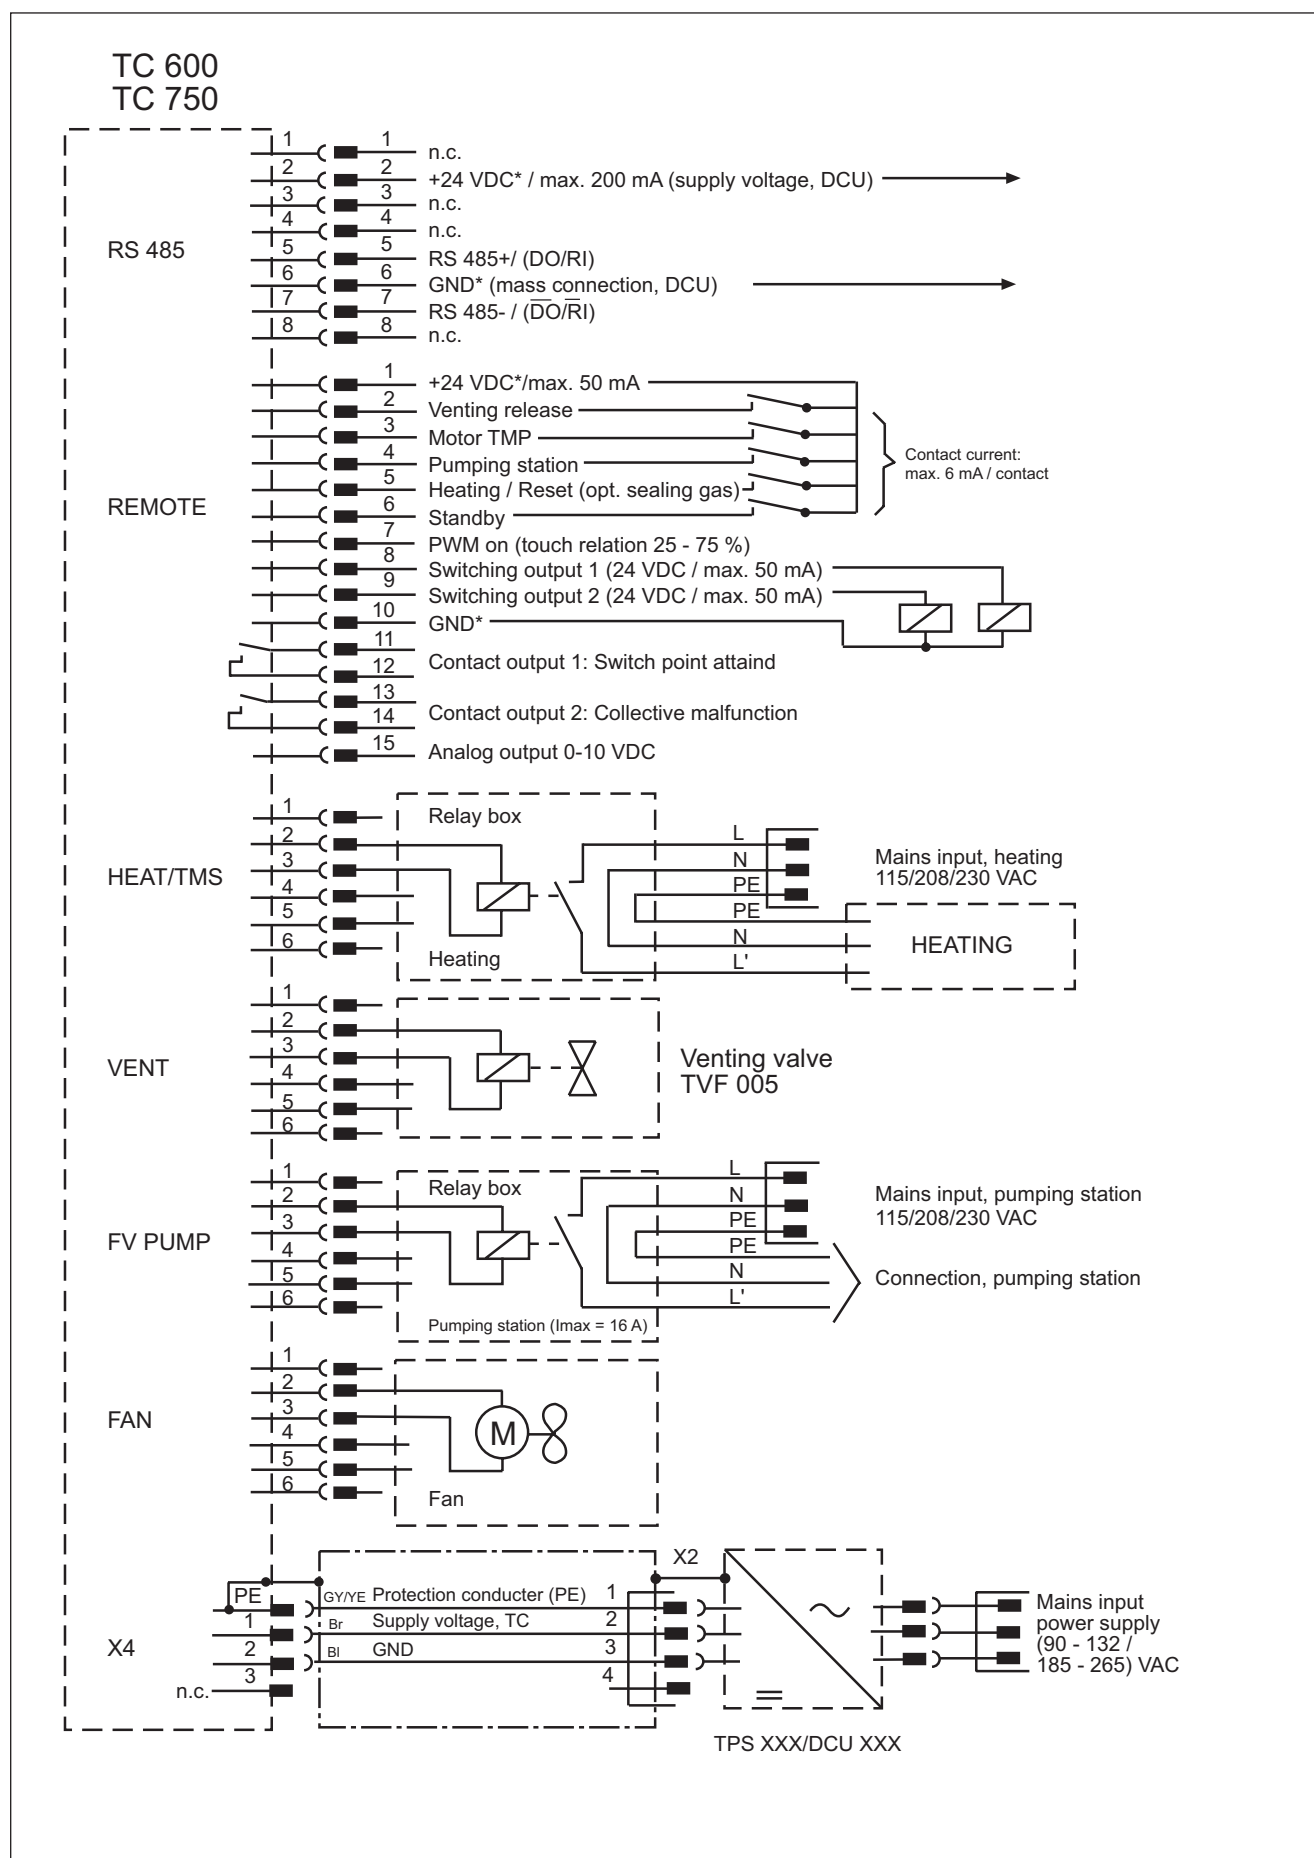 TC 600
TC 750
RS 485
1 1 n.c.
2 2 +24 VDC* / max. 200 mA (supply voltage, DCU)
3 3 n.c.
4 4 n.c.
5 5 RS 485+/ (DO/RI)
6 6 GND* (mass connection, DCU)
7 7 RS 485- / (D̅O̅/R̅I̅)
8 8 n.c.
REMOTE
1 +24 VDC*/max. 50 mA
2 Venting release
3 Motor TMP
4 Pumping station
5 Heating / Reset (opt. sealing gas)
6 Standby
Contact current:
max. 6 mA / contact
7 PWM on (touch relation 25 - 75 %)
8 Switching output 1 (24 VDC / max. 50 mA)
9 Switching output 2 (24 VDC / max. 50 mA)
10 GND*
11
12 Contact output 1: Switch point attaind
13
14 Contact output 2: Collective malfunction
15 Analog output 0-10 VDC
HEAT/TMS
1
2
3
4
5
6
Relay box
Heating
L
N
PE
PE
N
L'
Mains input, heating
115/208/230 VAC
HEATING
VENT
1
2
3
4
5
6
Venting valve
TVF 005
FV PUMP
1
2
3
4
5
6
Relay box
Pumping station (Imax = 16 A)
L
N
PE
PE
N
L'
Mains input, pumping station
115/208/230 VAC
Connection, pumping station
FAN
1
2
3
4
5
6
M
Fan
X4
PE
1
2
3
n.c.
GY/YE Protection conducter (PE) 1
Br Supply voltage, TC 2
Bl GND 3
4
X2
TPS XXX/DCU XXX
Mains input
power supply
(90 - 132 /
185 - 265) VAC